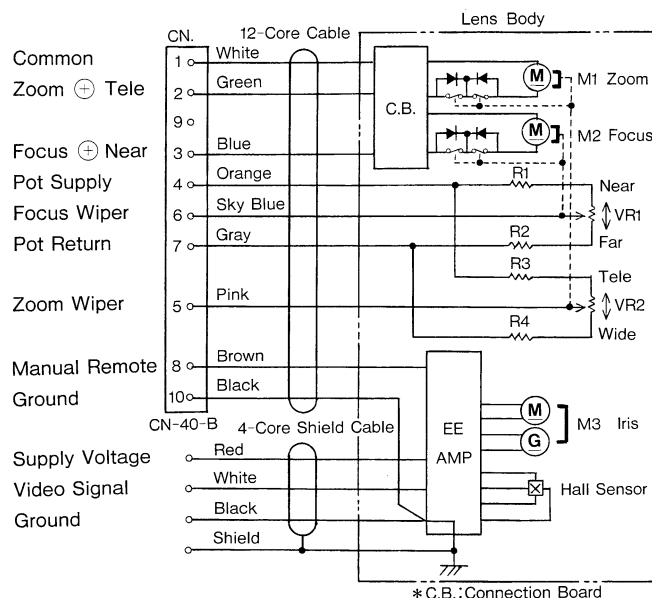 Lens Body
CN. 12-Core Cable
Common 1 White
Zoom ⊕ Tele 2 Green
9
Focus ⊕ Near 3 Blue
Pot Supply 4 Orange
Focus Wiper 6 Sky Blue
Pot Return 7 Gray
Zoom Wiper 5 Pink
Manual Remote 8 Brown
Ground 10 Black
CN-40-B 4-Core Shield Cable
Supply Voltage Red
Video Signal White
Ground Black
Shield
C.B.
M M1 Zoom
M M2 Focus
R1 Near
VR1
R2 Far
R3 Tele
VR2
R4 Wide
EE
AMP
M
G
M3 Iris
Hall Sensor
*C.B.:Connection Board